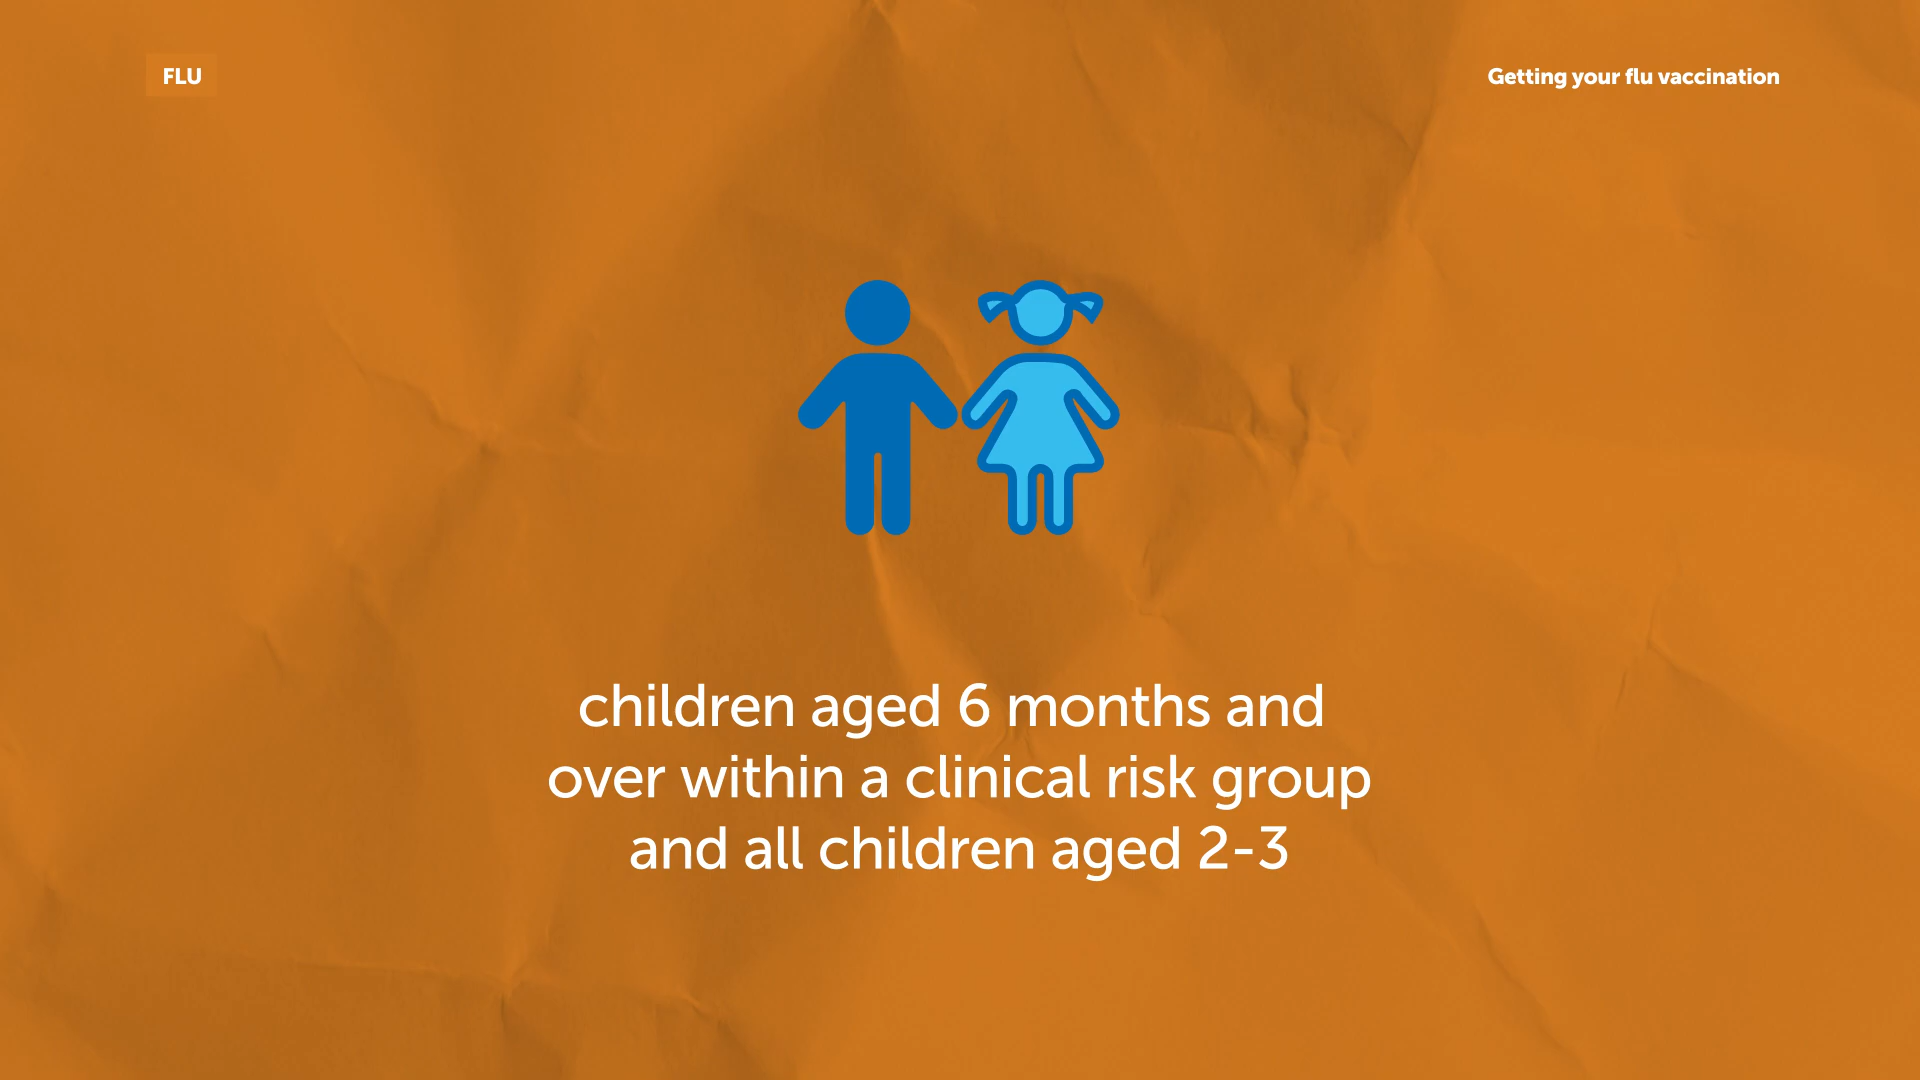 FLU
Getting your flu vaccination
children aged 6 months and
over within a clinical risk group
and all children aged 2-3